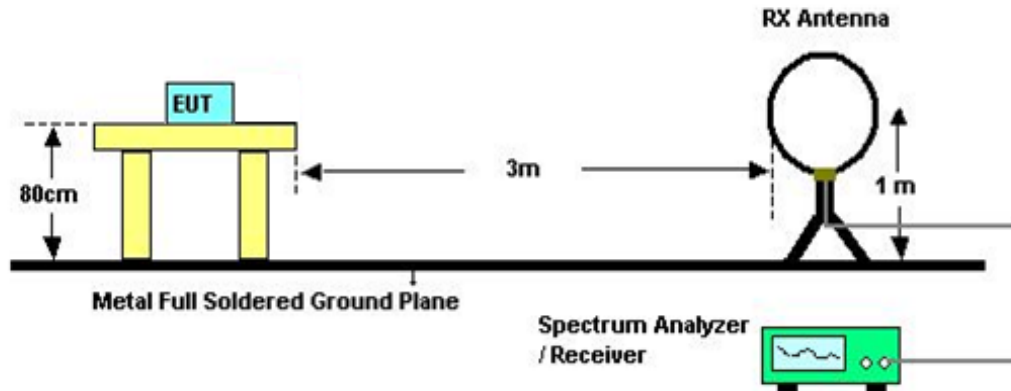 RX Antenna
EUT
3m
80cm
1 m
Metal Full Soldered Ground Plane
Spectrum Analyzer
/ Receiver